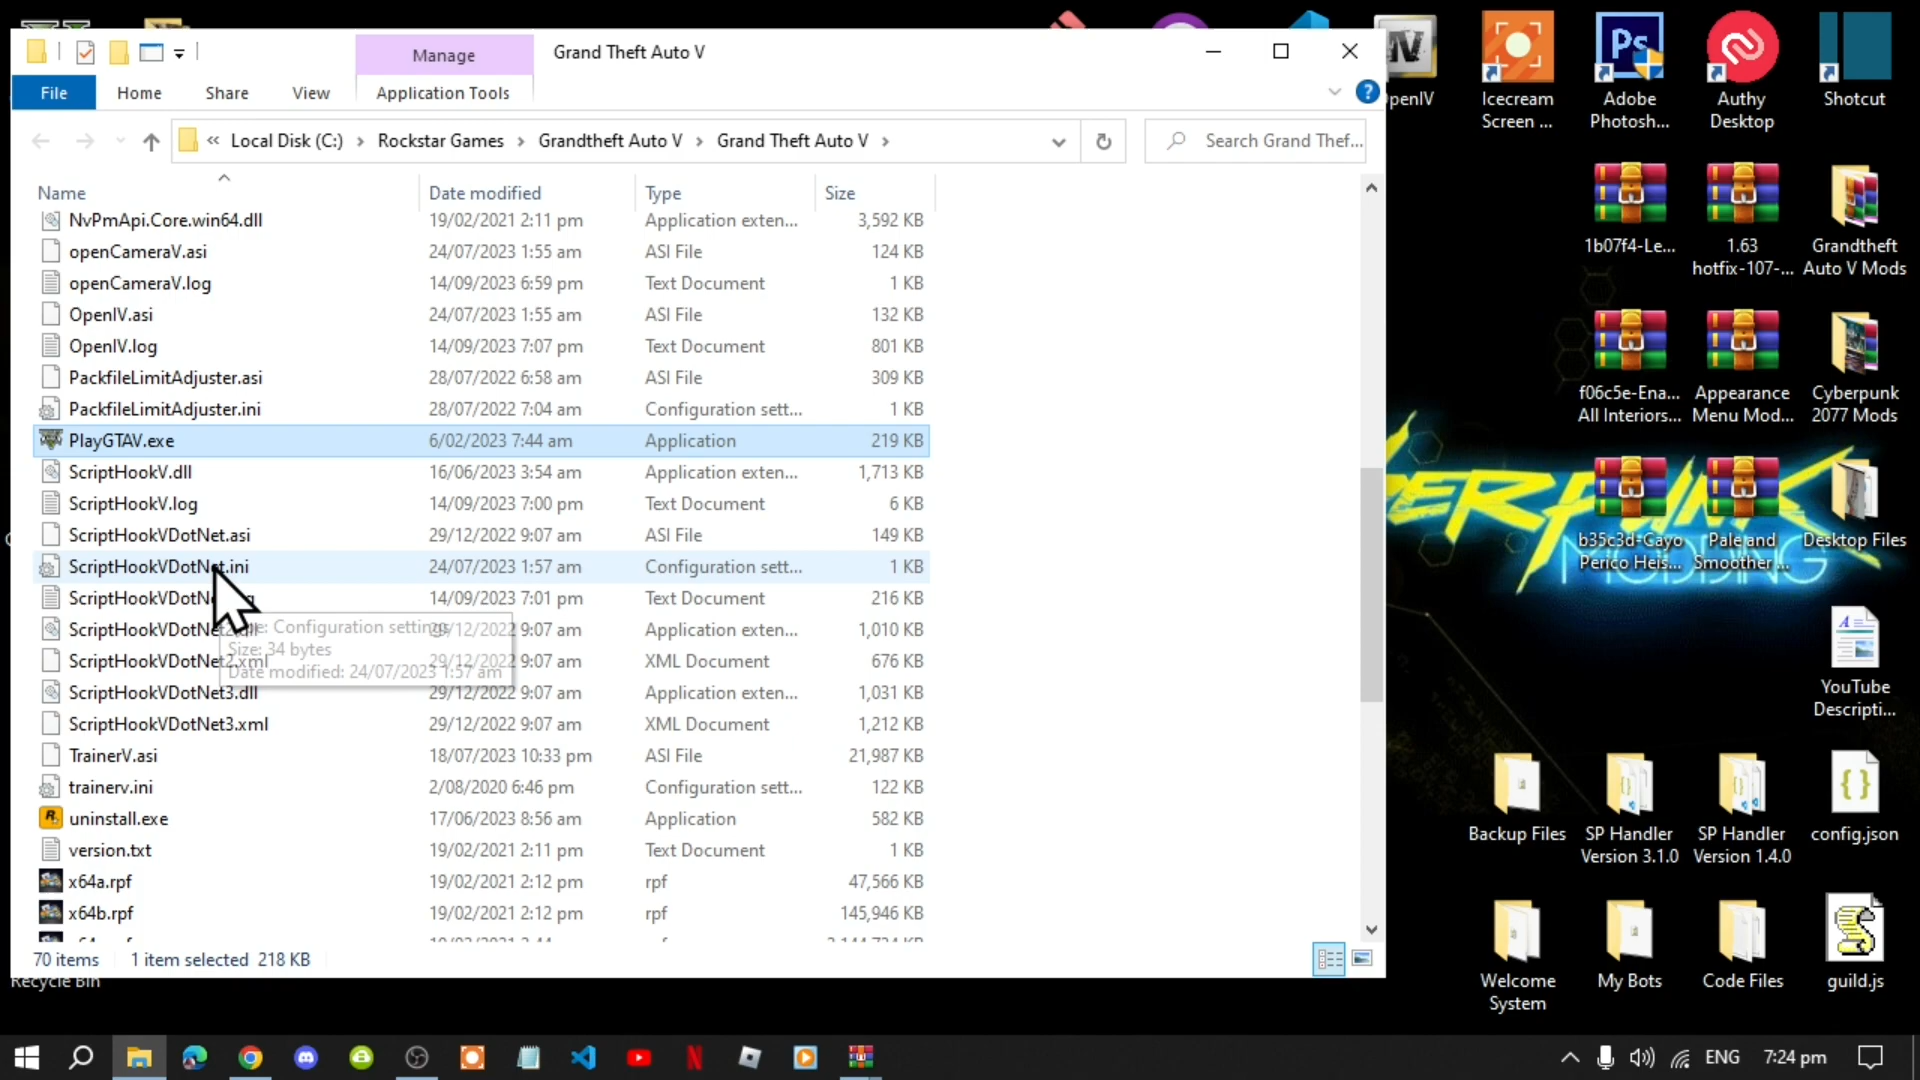 Manage
Grand Theft Auto V
File
Home
Share
View
Application Tools
Local Disk (C:)
Rockstar Games
Grandtheft Auto V
Grand Theft Auto V
Search Grand Thef...
Name
Date modified
Type
Size
NvPmApi.Core.win64.dll 19/02/2021 2:11 pm Application exten... 3,592 KB
openCameraV.asi 24/07/2023 1:55 am ASI File 124 KB
openCameraV.log 14/09/2023 6:59 pm Text Document 1 KB
OpenIV.asi 24/07/2023 1:55 am ASI File 132 KB
OpenIV.log 14/09/2023 7:07 pm Text Document 801 KB
PackfileLimitAdjuster.asi 28/07/2022 6:58 am ASI File 309 KB
PackfileLimitAdjuster.ini 28/07/2022 7:04 am Configuration sett... 1 KB
PlayGTAV.exe 6/02/2023 7:44 am Application 219 KB
ScriptHookV.dll 16/06/2023 3:54 am Application exten... 1,713 KB
ScriptHookV.log 14/09/2023 7:00 pm Text Document 6 KB
ScriptHookVDotNet.asi 29/12/2022 9:07 am ASI File 149 KB
ScriptHookVDotNet.ini 24/07/2023 1:57 am Configuration sett... 1 KB
14/09/2023 7:01 pm Text Document 216 KB
ScriptHookVDotNet2.dll 29/12/2022 9:07 am Application exten... 1,010 KB
ScriptHookVDotNet2.xml 29/12/2022 9:07 am XML Document 676 KB
ScriptHookVDotNet3.dll 29/12/2022 9:07 am Application exten... 1,031 KB
ScriptHookVDotNet3.xml 29/12/2022 9:07 am XML Document 1,212 KB
TrainerV.asi 18/07/2023 10:33 pm ASI File 21,987 KB
trainerv.ini 2/08/2020 6:46 pm Configuration sett... 122 KB
uninstall.exe 17/06/2023 8:56 am Application 582 KB
version.txt 19/02/2021 2:11 pm Text Document 1 KB
x64a.rpf 19/02/2021 2:12 pm rpf 47,566 KB
x64b.rpf 19/02/2021 2:12 pm rpf 145,946 KB
Configuration settings
Size: 34 bytes
Date modified: 24/07/2023 1:57 am
70 items
1 item selected 218 KB
Recycle Bin
Icecream
Screen ...
Ps
Adobe
Photosh...
Authy
Desktop
Shotcut
1b07f4-Le...
1.63
hotfix-107-...
Grandtheft
Auto V Mods
f06c5e-Ena...
All Interiors...
Appearance
Menu Mod...
Cyberpunk
2077 Mods
b35c3d-Cayo
Perico Heis...
Pale and
Smoother ...
Desktop Files
MODDING
YouTube
Descripti...
Backup Files
SP Handler
Version 3.1.0
SP Handler
Version 1.4.0
config.json
Welcome
System
My Bots
Code Files
guild.js
ENG
7:24 pm